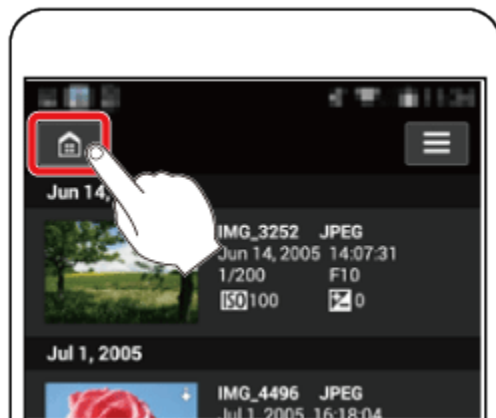 Jun 14,
IMG_3252 JPEG
Jun 14, 2005 14:07:31
1/200 F10
ISO 100 0
Jul 1, 2005
IMG_4496 JPEG
Jul 1, 2005 16:18:04